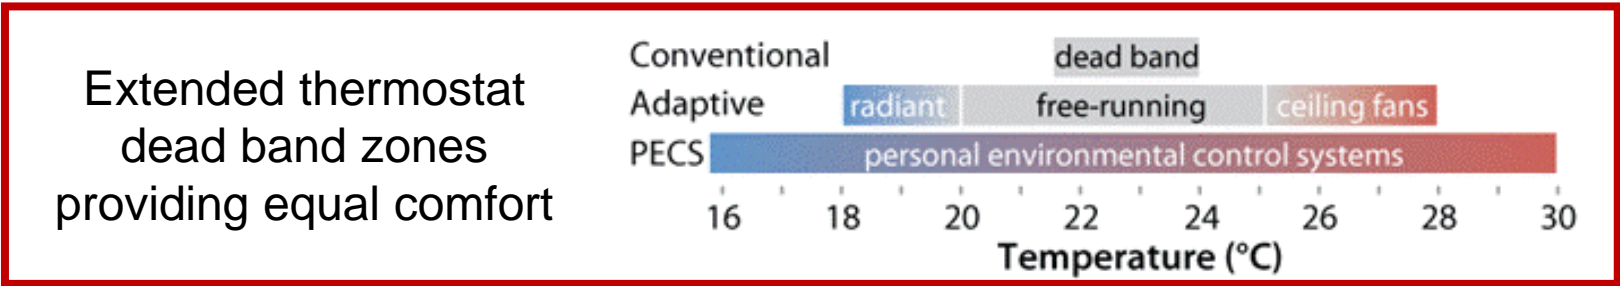 Extended thermostat
dead band zones
providing equal comfort
Conventional dead band
Adaptive radiant free-running ceiling fans
PECS personal environmental control systems
16 18 20 22 24 26 28 30
Temperature (°C)